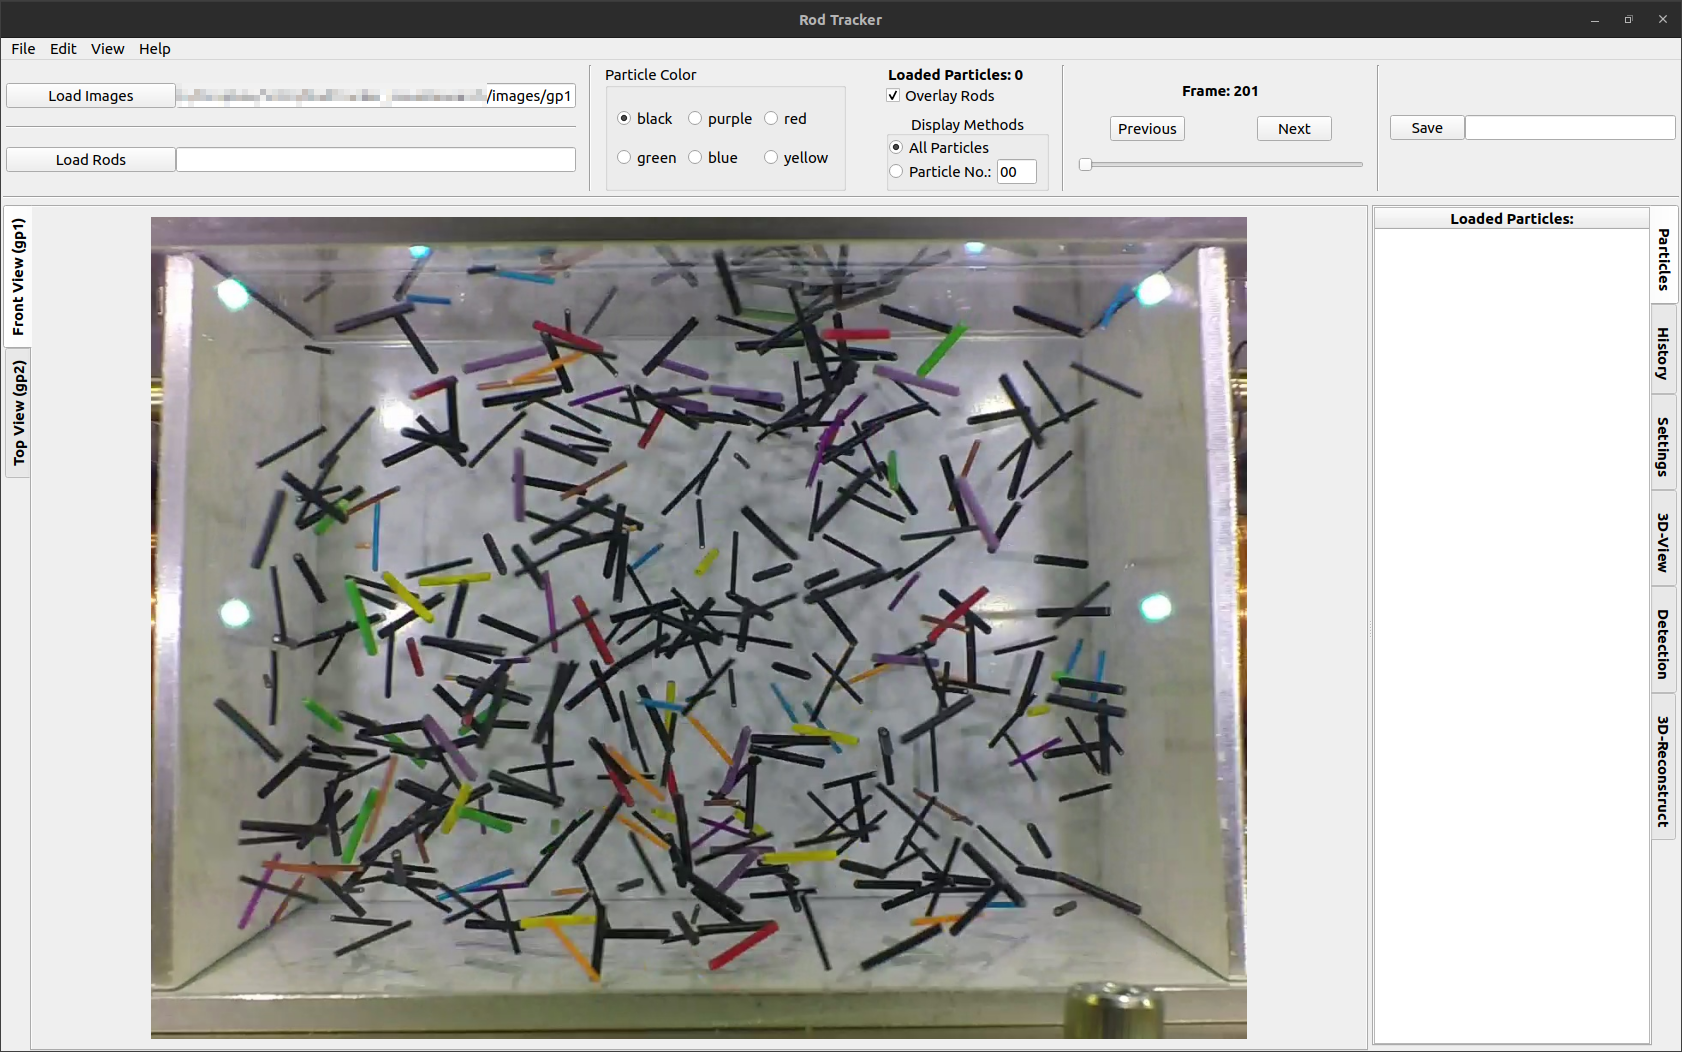 Rod Tracker
File Edit View Help
Load Images
/images/gp1
Load Rods
Particle Color
black purple red
green blue yellow
Loaded Particles: 0
Overlay Rods
Display Methods
All Particles
Particle No.: 00
Frame: 201
Previous Next
Save
Front View (gp1)
Top View (gp2)
Loaded Particles:
Particles
History
Settings
3D-View
Detection
3D-Reconstruct